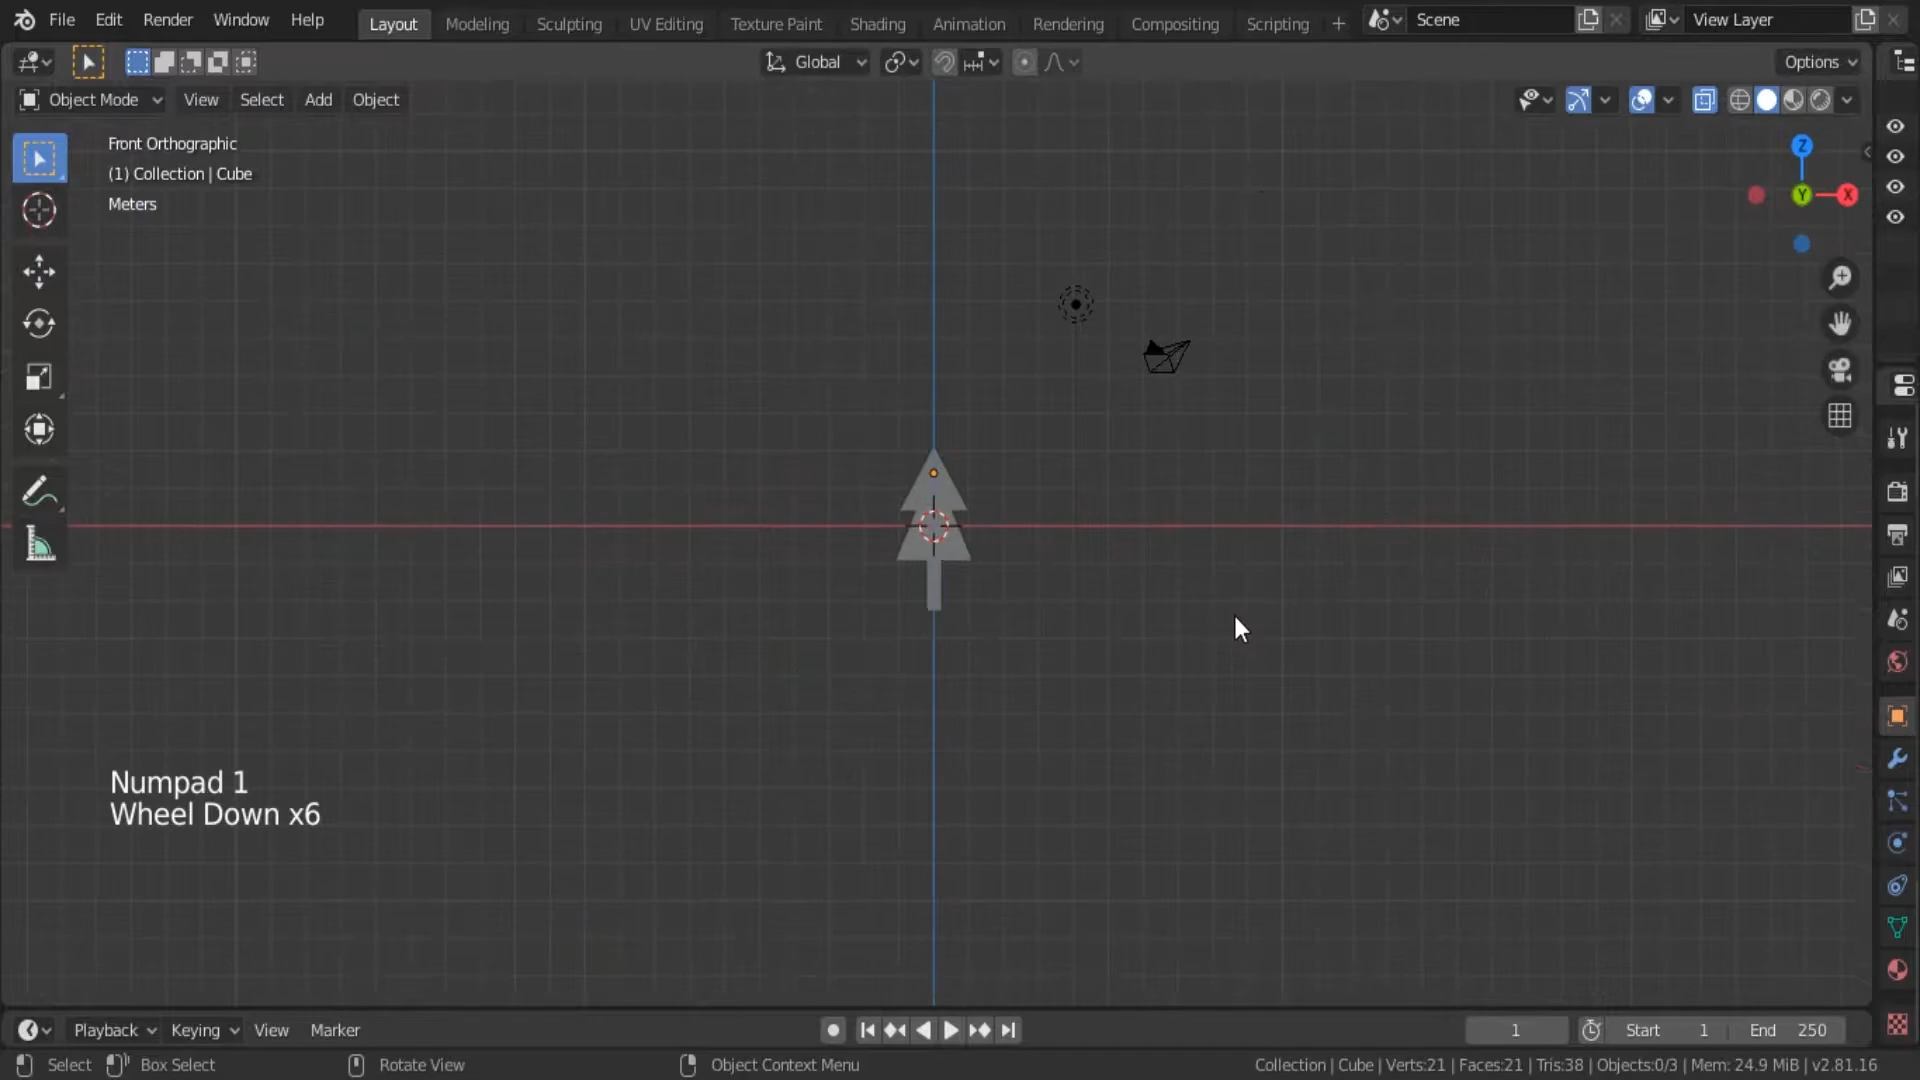 File Edit Render Window Help
Layout Modeling Sculpting UV Editing Texture Paint Shading Animation Rendering Compositing Scripting +
Scene
View Layer
Global
Options
Object Mode View Select Add Object
Front Orthographic
(1) Collection | Cube
Meters
Z
Y
X
Numpad 1
Wheel Down x6
Playback Keying View Marker
1
Start 1
End 250
Select Box Select Rotate View Object Context Menu
Collection | Cube | Verts:21 | Faces:21 | Tris:38 | Objects:0/3 | Mem: 24.9 MiB | v2.81.16